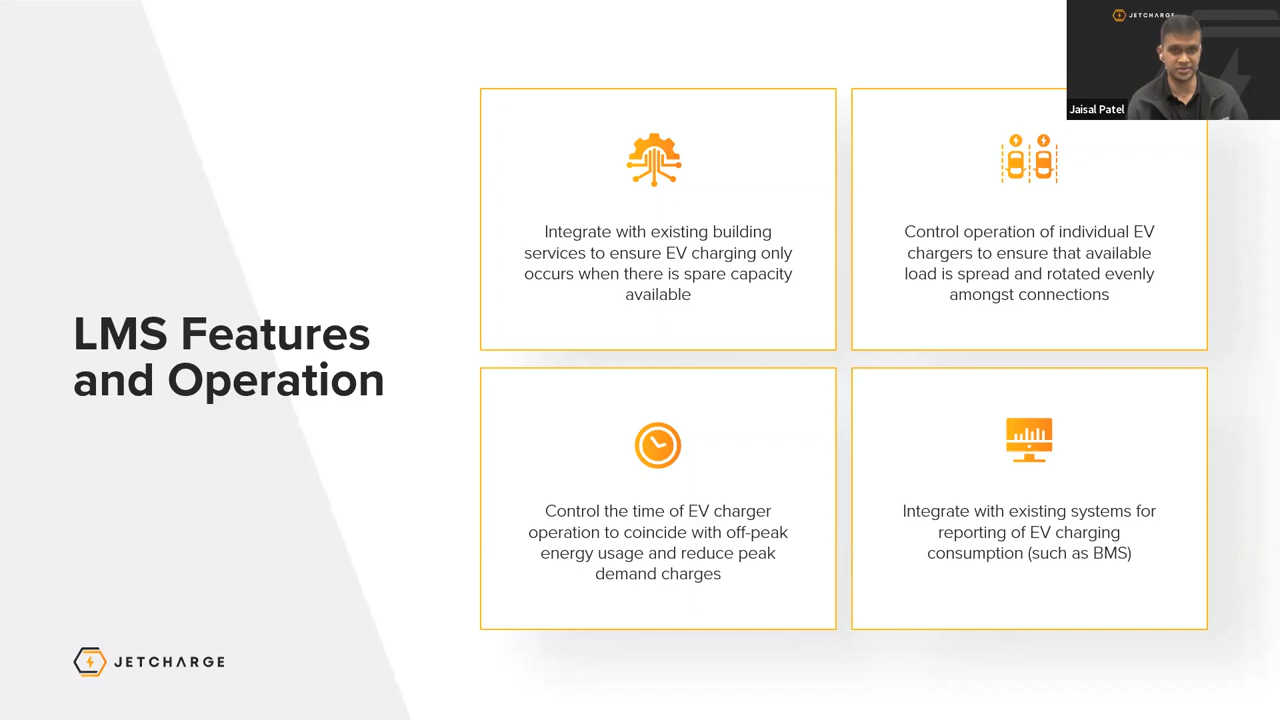 JETCHARGE
Jaisal Patel
LMS Features
and Operation
Integrate with existing building
services to ensure EV charging only
occurs when there is spare capacity
available
Control operation of individual EV
chargers to ensure that available
load is spread and rotated evenly
amongst connections
Control the time of EV charger
operation to coincide with off-peak
energy usage and reduce peak
demand charges
Integrate with existing systems for
reporting of EV charging
consumption (such as BMS)
JETCHARGE